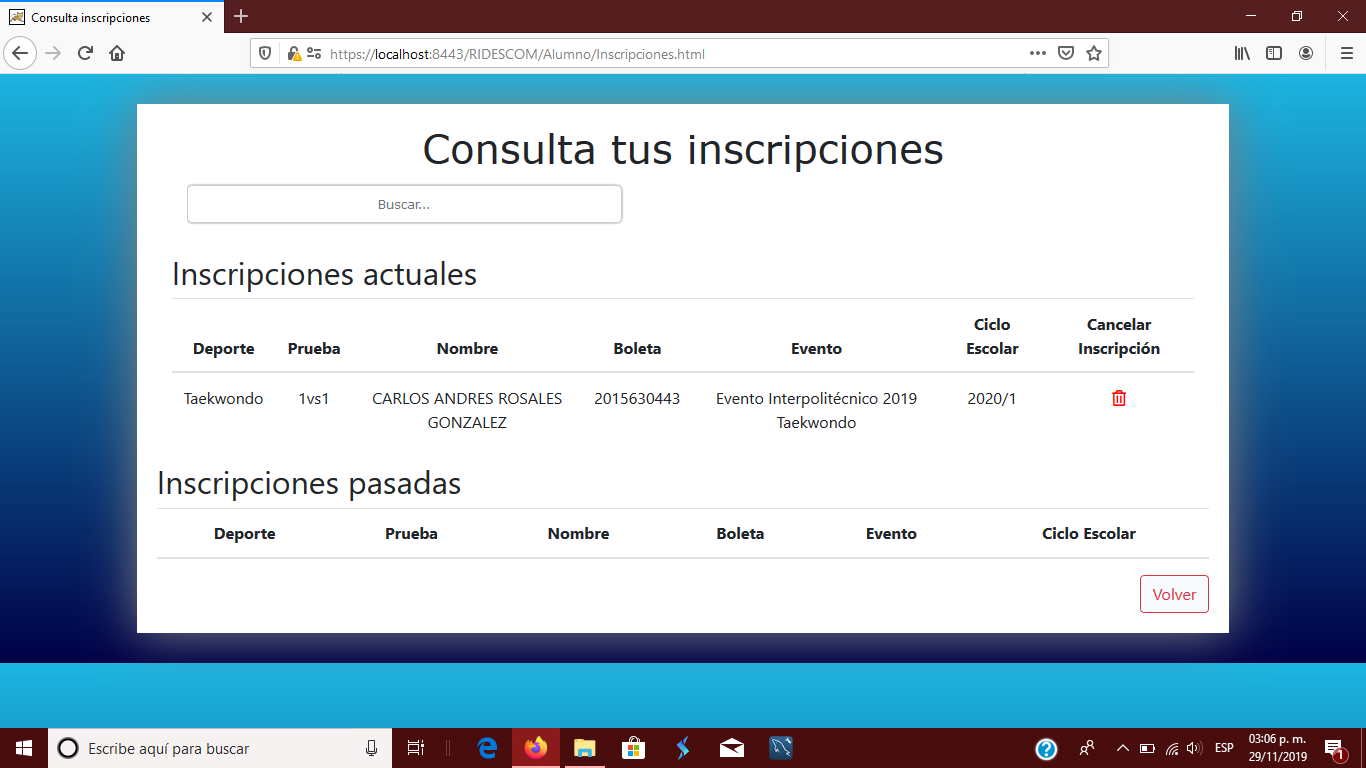 Consulta inscripciones
https://localhost:8443/RIDESCOM/Alumno/Inscripciones.html
Consulta tus inscripciones
Buscar...
Inscripciones actuales
Deporte Prueba Nombre Boleta Evento Ciclo Escolar Cancelar Inscripción
Taekwondo 1vs1 CARLOS ANDRES ROSALES GONZALEZ 2015630443 Evento Interpolitécnico 2019 Taekwondo 2020/1
Inscripciones pasadas
Deporte Prueba Nombre Boleta Evento Ciclo Escolar
Volver
Escribe aquí para buscar
ESP
03:06 p. m.
29/11/2019
1